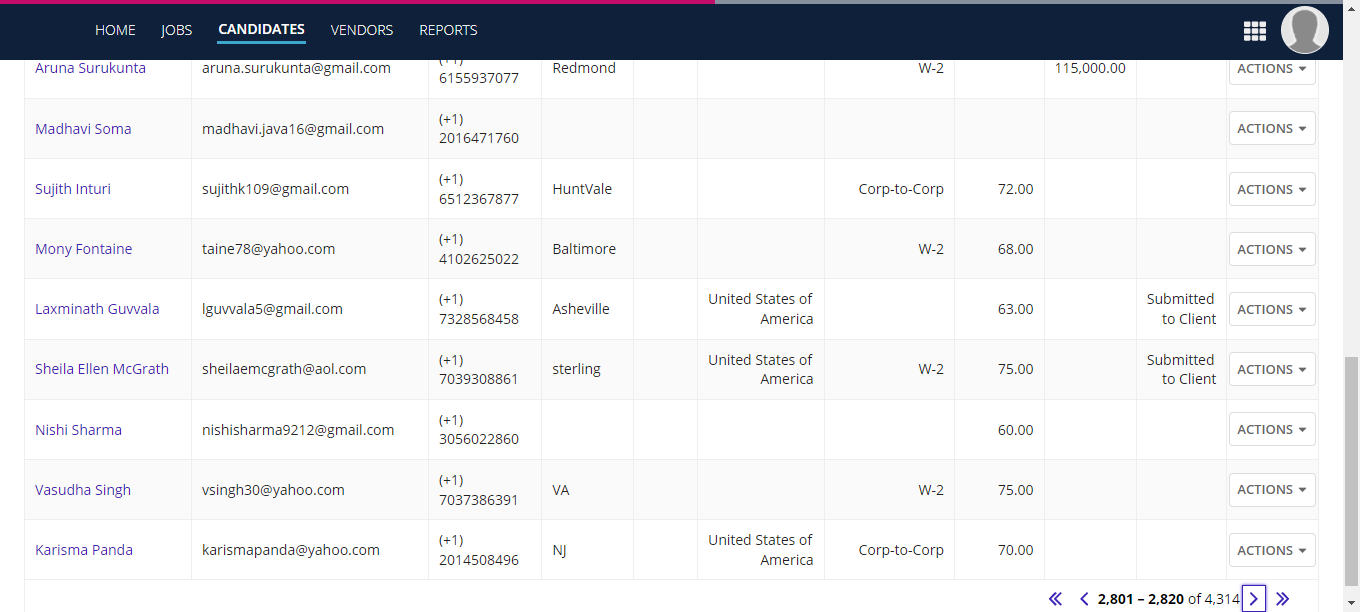 HOME JOBS CANDIDATES VENDORS REPORTS
Aruna Surukunta aruna.surukunta@gmail.com (+1) Redmond W-2 115,000.00 ACTIONS
6155937077
Madhavi Soma madhavi.java16@gmail.com (+1) ACTIONS
2016471760
Sujith Inturi sujithk109@gmail.com (+1) HuntVale Corp-to-Corp 72.00 ACTIONS
6512367877
Mony Fontaine taine78@yahoo.com (+1) Baltimore W-2 68.00 ACTIONS
4102625022
Laxminath Guvvala lguvvala5@gmail.com (+1) Asheville United States of 63.00 Submitted ACTIONS
7328568458 America to Client
Sheila Ellen McGrath sheilaemcgrath@aol.com (+1) sterling United States of W-2 75.00 Submitted ACTIONS
7039308861 America to Client
Nishi Sharma nishisharma9212@gmail.com (+1) 60.00 ACTIONS
3056022860
Vasudha Singh vsingh30@yahoo.com (+1) VA W-2 75.00 ACTIONS
7037386391
Karisma Panda karismapanda@yahoo.com (+1) NJ United States of Corp-to-Corp 70.00 ACTIONS
2014508496 America
2,801 – 2,820 of 4,314